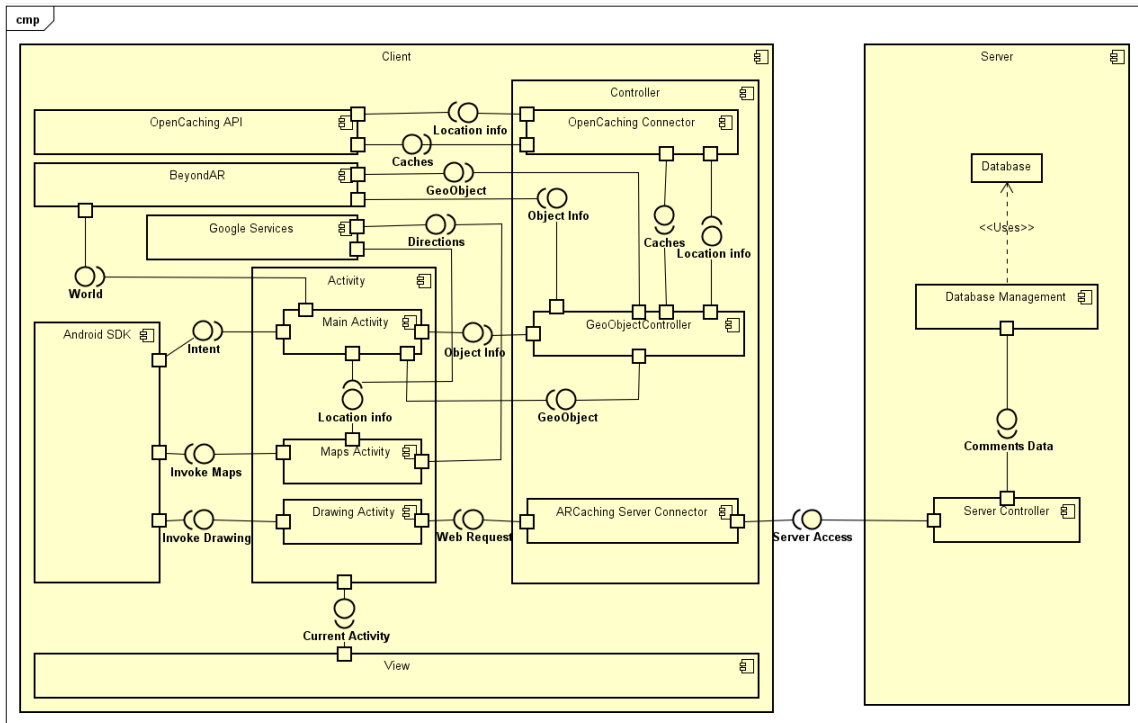 cmp
Client
Server
Controller
OpenCaching API
Location info
OpenCaching Connector
Caches
BeyondAR
GeoObject
Object Info
Database
Google Services
Directions
Caches
Location info
<<Uses>>
World
Activity
Database Management
Android SDK
Intent
Main Activity
Object Info
GeoObjectController
Location info
GeoObject
Comments Data
Invoke Maps
Maps Activity
Invoke Drawing
Drawing Activity
Web Request
ARCaching Server Connector
Server Access
Server Controller
Current Activity
View